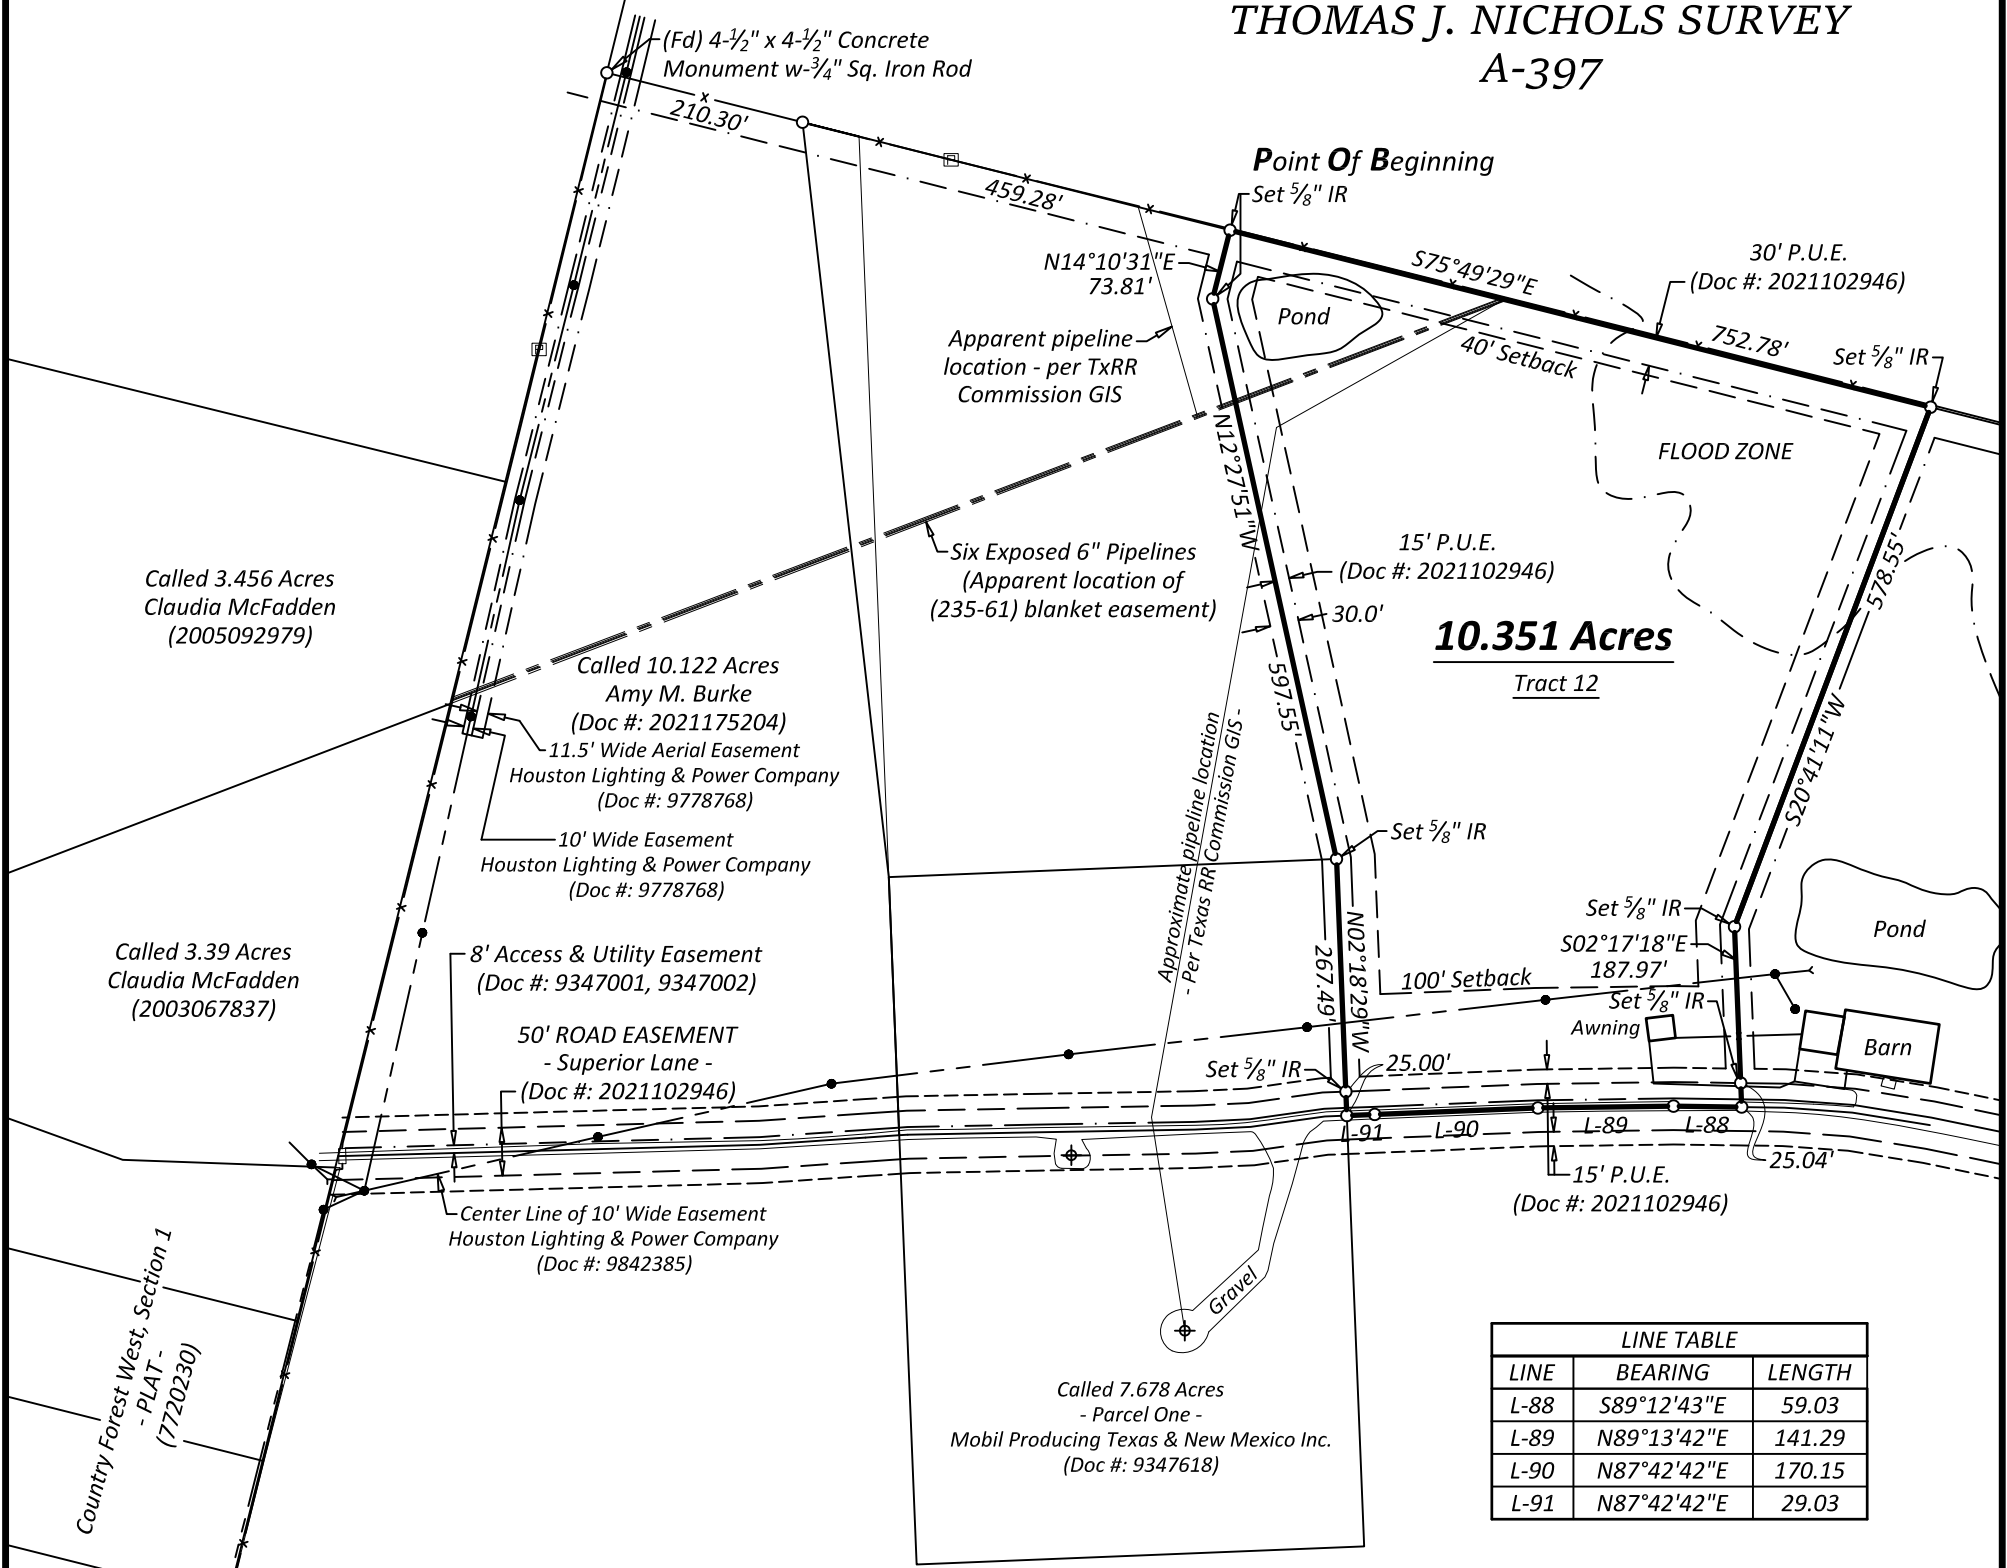 THOMAS J. NICHOLS SURVEY
A-397
(Fd) 4-½" x 4-½" Concrete
Monument w-¾" Sq. Iron Rod
210.30'
459.28'
Point Of Beginning
Set ⅝" IR
N14°10'31"E
73.81'
S75°49'29"E
752.78'
30' P.U.E.
(Doc #: 2021102946)
40' Setback
Set ⅝" IR
Pond
Apparent pipeline
location - per TxRR
Commission GIS
FLOOD ZONE
N12°27'51"W
597.55'
Six Exposed 6" Pipelines
(Apparent location of
(235-61) blanket easement)
15' P.U.E.
(Doc #: 2021102946)
30.0'
10.351 Acres
Tract 12
578.55'
S20°41'11"W
Called 3.456 Acres
Claudia McFadden
(2005092979)
Called 10.122 Acres
Amy M. Burke
(Doc #: 2021175204)
11.5' Wide Aerial Easement
Houston Lighting & Power Company
(Doc #: 9778768)
10' Wide Easement
Houston Lighting & Power Company
(Doc #: 9778768)
Approximate pipeline location
- Per Texas RR Commission GIS -
Set ⅝" IR
Called 3.39 Acres
Claudia McFadden
(2003067837)
8' Access & Utility Easement
(Doc #: 9347001, 9347002)
50' ROAD EASEMENT
- Superior Lane -
(Doc #: 2021102946)
N02°18'29"W
267.49'
100' Setback
Set ⅝" IR
S02°17'18"E
187.97'
Set ⅝" IR
Awning
Pond
Barn
Set ⅝" IR
25.00'
L-91
L-90
L-89
L-88
25.04'
15' P.U.E.
(Doc #: 2021102946)
Center Line of 10' Wide Easement
Houston Lighting & Power Company
(Doc #: 9842385)
Gravel
Country Forest West, Section 1
- PLAT -
(7720230)
Called 7.678 Acres
- Parcel One -
Mobil Producing Texas & New Mexico Inc.
(Doc #: 9347618)
LINE TABLE
LINE BEARING LENGTH
L-88 S89°12'43"E 59.03
L-89 N89°13'42"E 141.29
L-90 N87°42'42"E 170.15
L-91 N87°42'42"E 29.03